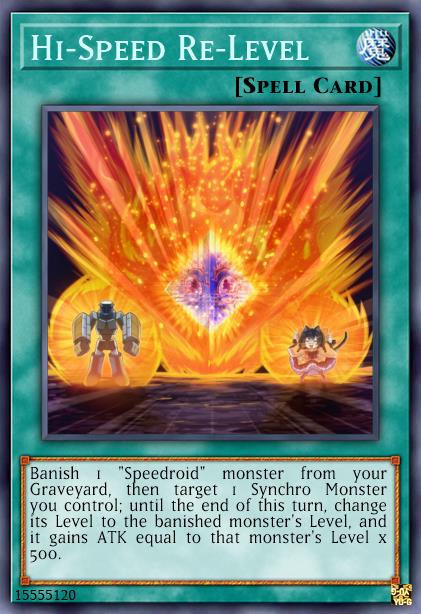 Hi-Speed Re-Level
魔
[Spell Card]
Banish 1 "Speedroid" monster from your
Graveyard, then target 1 Synchro Monster
you control; until the end of this turn, change
its Level to the banished monster's Level, and
it gains ATK equal to that monster's Level x
500.
15555120